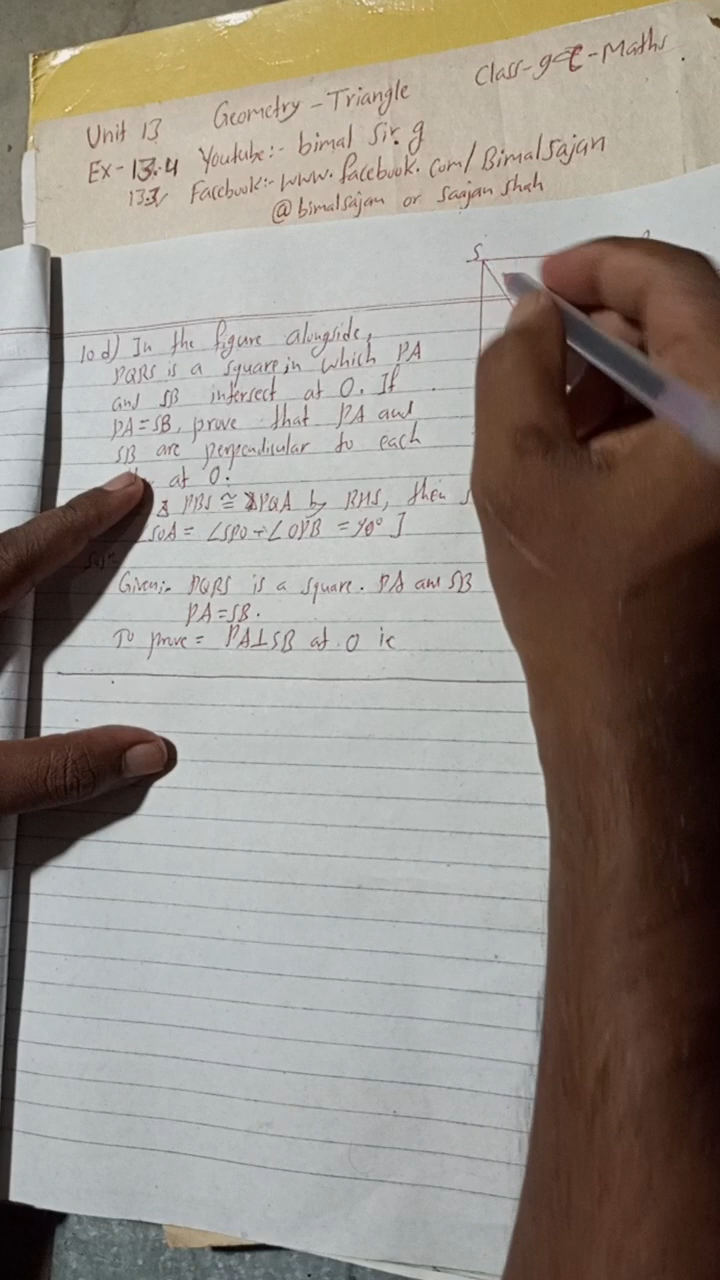 Class-9 - Maths
Unit 13 Geometry - Triangle
Ex - 13.4 Youtube:- bimal sir. g
13.3 Facebook:- www.facebook.com/Bimalsajan
@bimalsajan or saajan shah
S
10 d) In the figure alongside,
PQRS is a square in which PA
and SB intersect at O. If
PA = SB, prove that PA and
SB are perpendicular to each
at O.
PBS ≅ PQA by RHS, then
SOA = ∠SPO + ∠OPB = 90° ]
Given:- PQRS is a square. PA and SB
PA = SB.
To prove = PA⊥SB at O ie